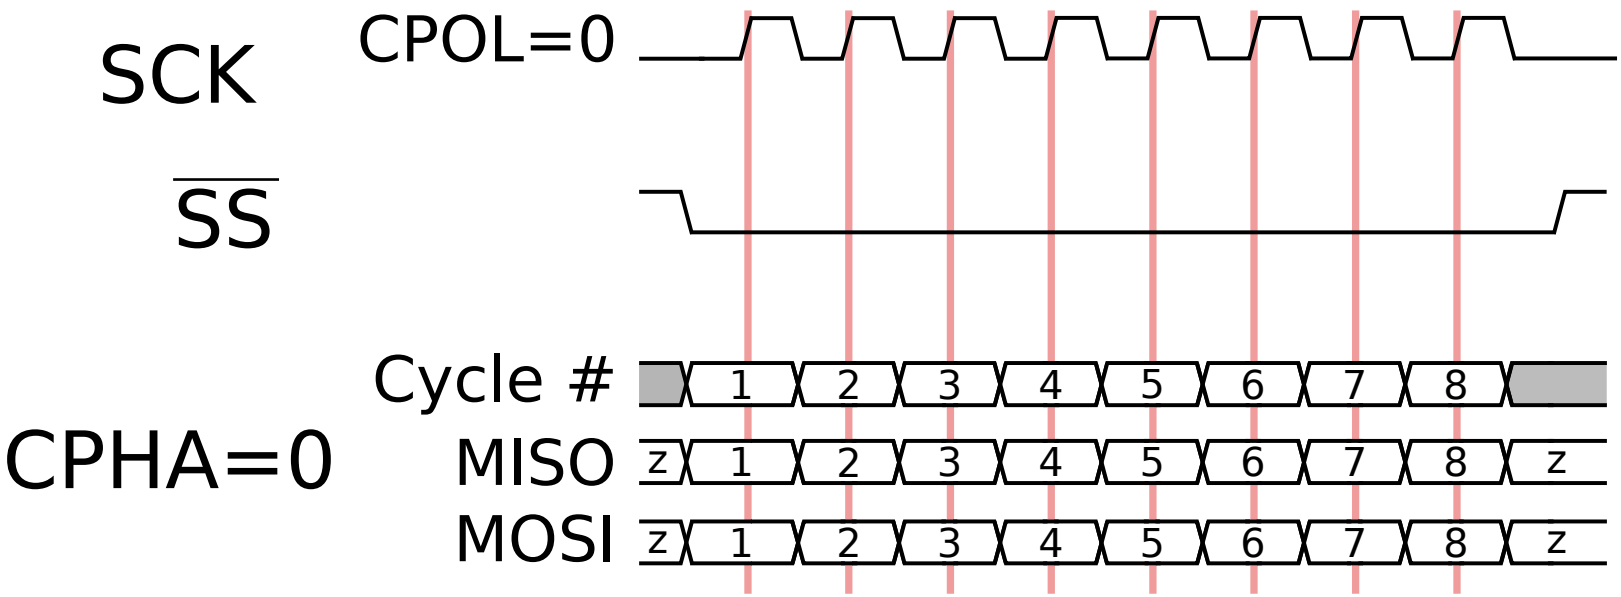 SCK CPOL=0
SS
Cycle # 1 2 3 4 5 6 7 8
CPHA=0
MISO z 1 2 3 4 5 6 7 8 z
MOSI z 1 2 3 4 5 6 7 8 z